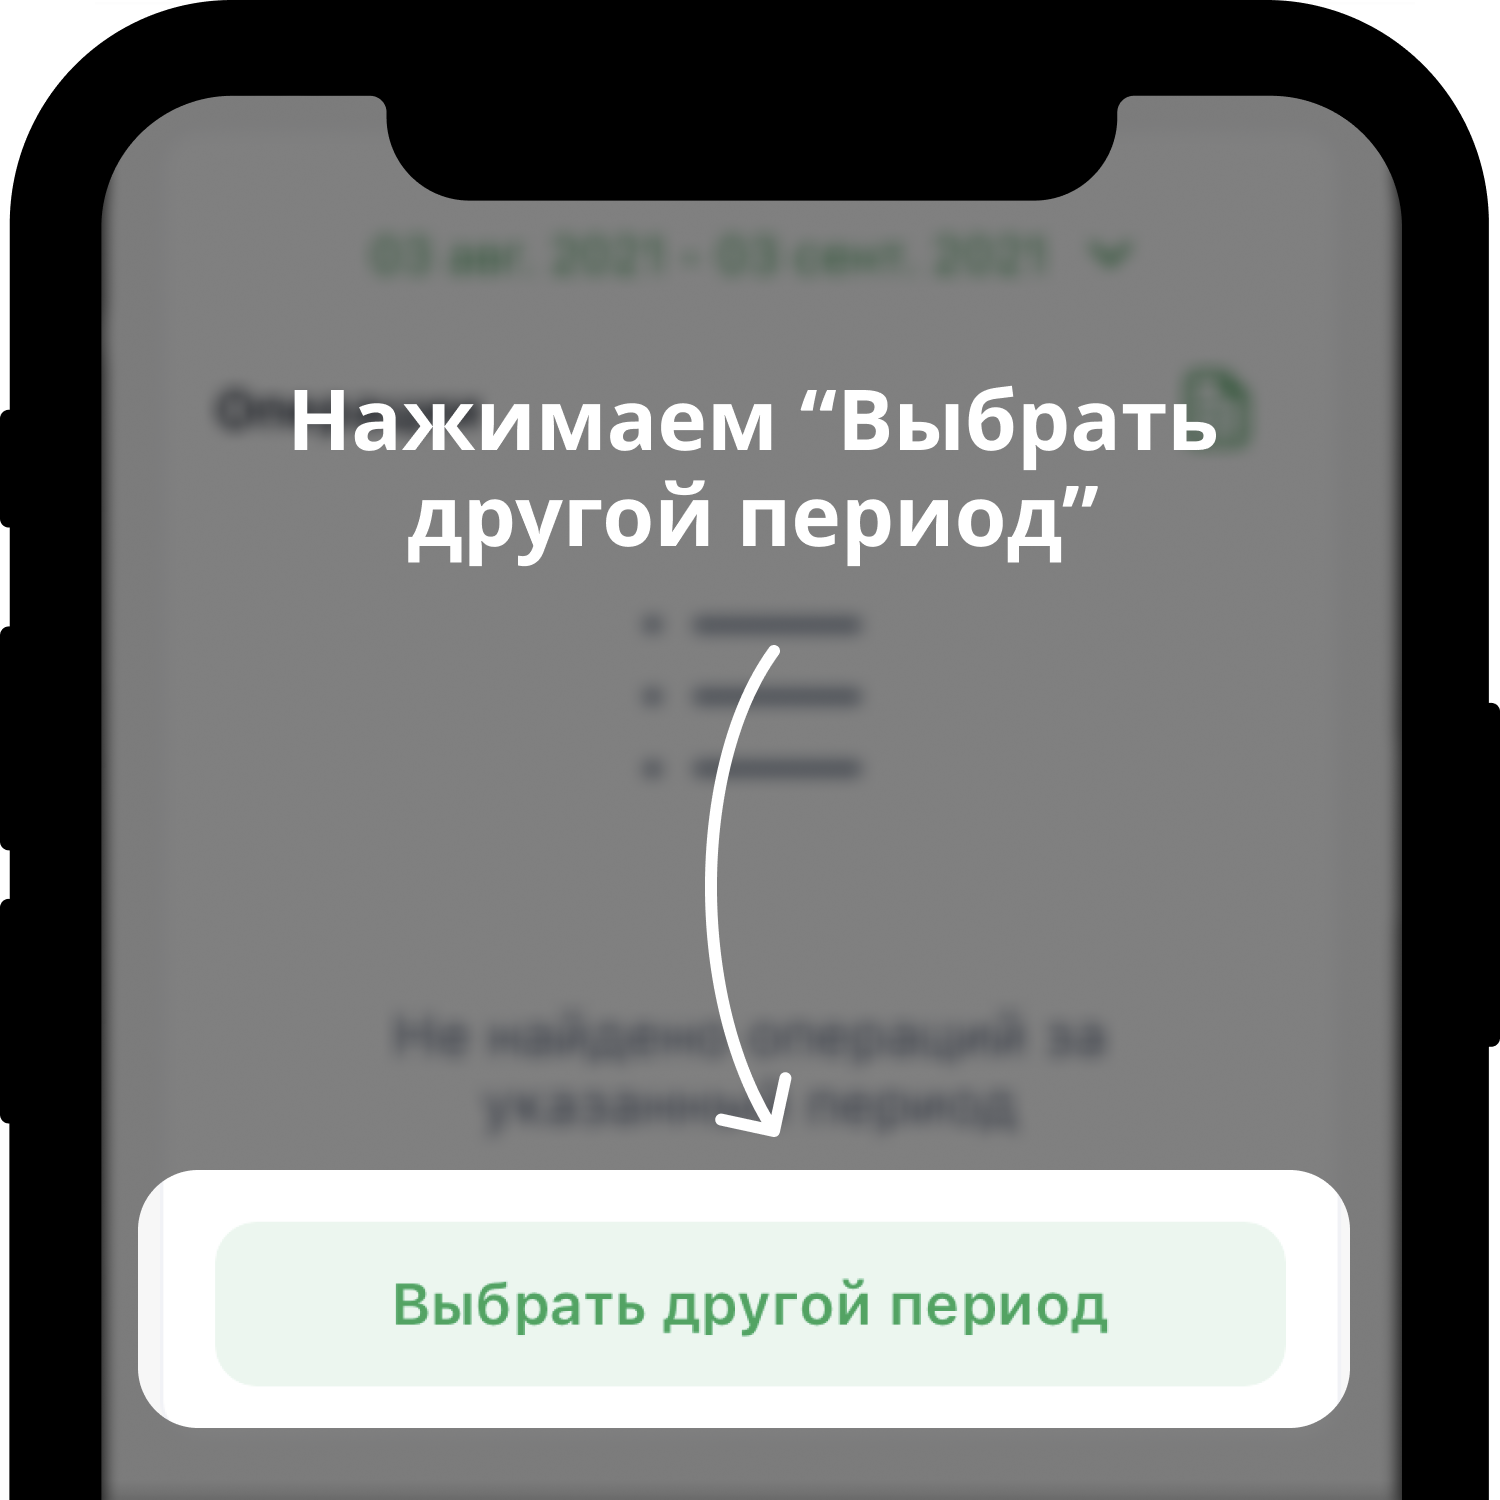 03 авг. 2021 - 03 сент. 2021
Нажимаем “Выбрать
другой период”
Не найдено операций за
указанный период
Выбрать другой период